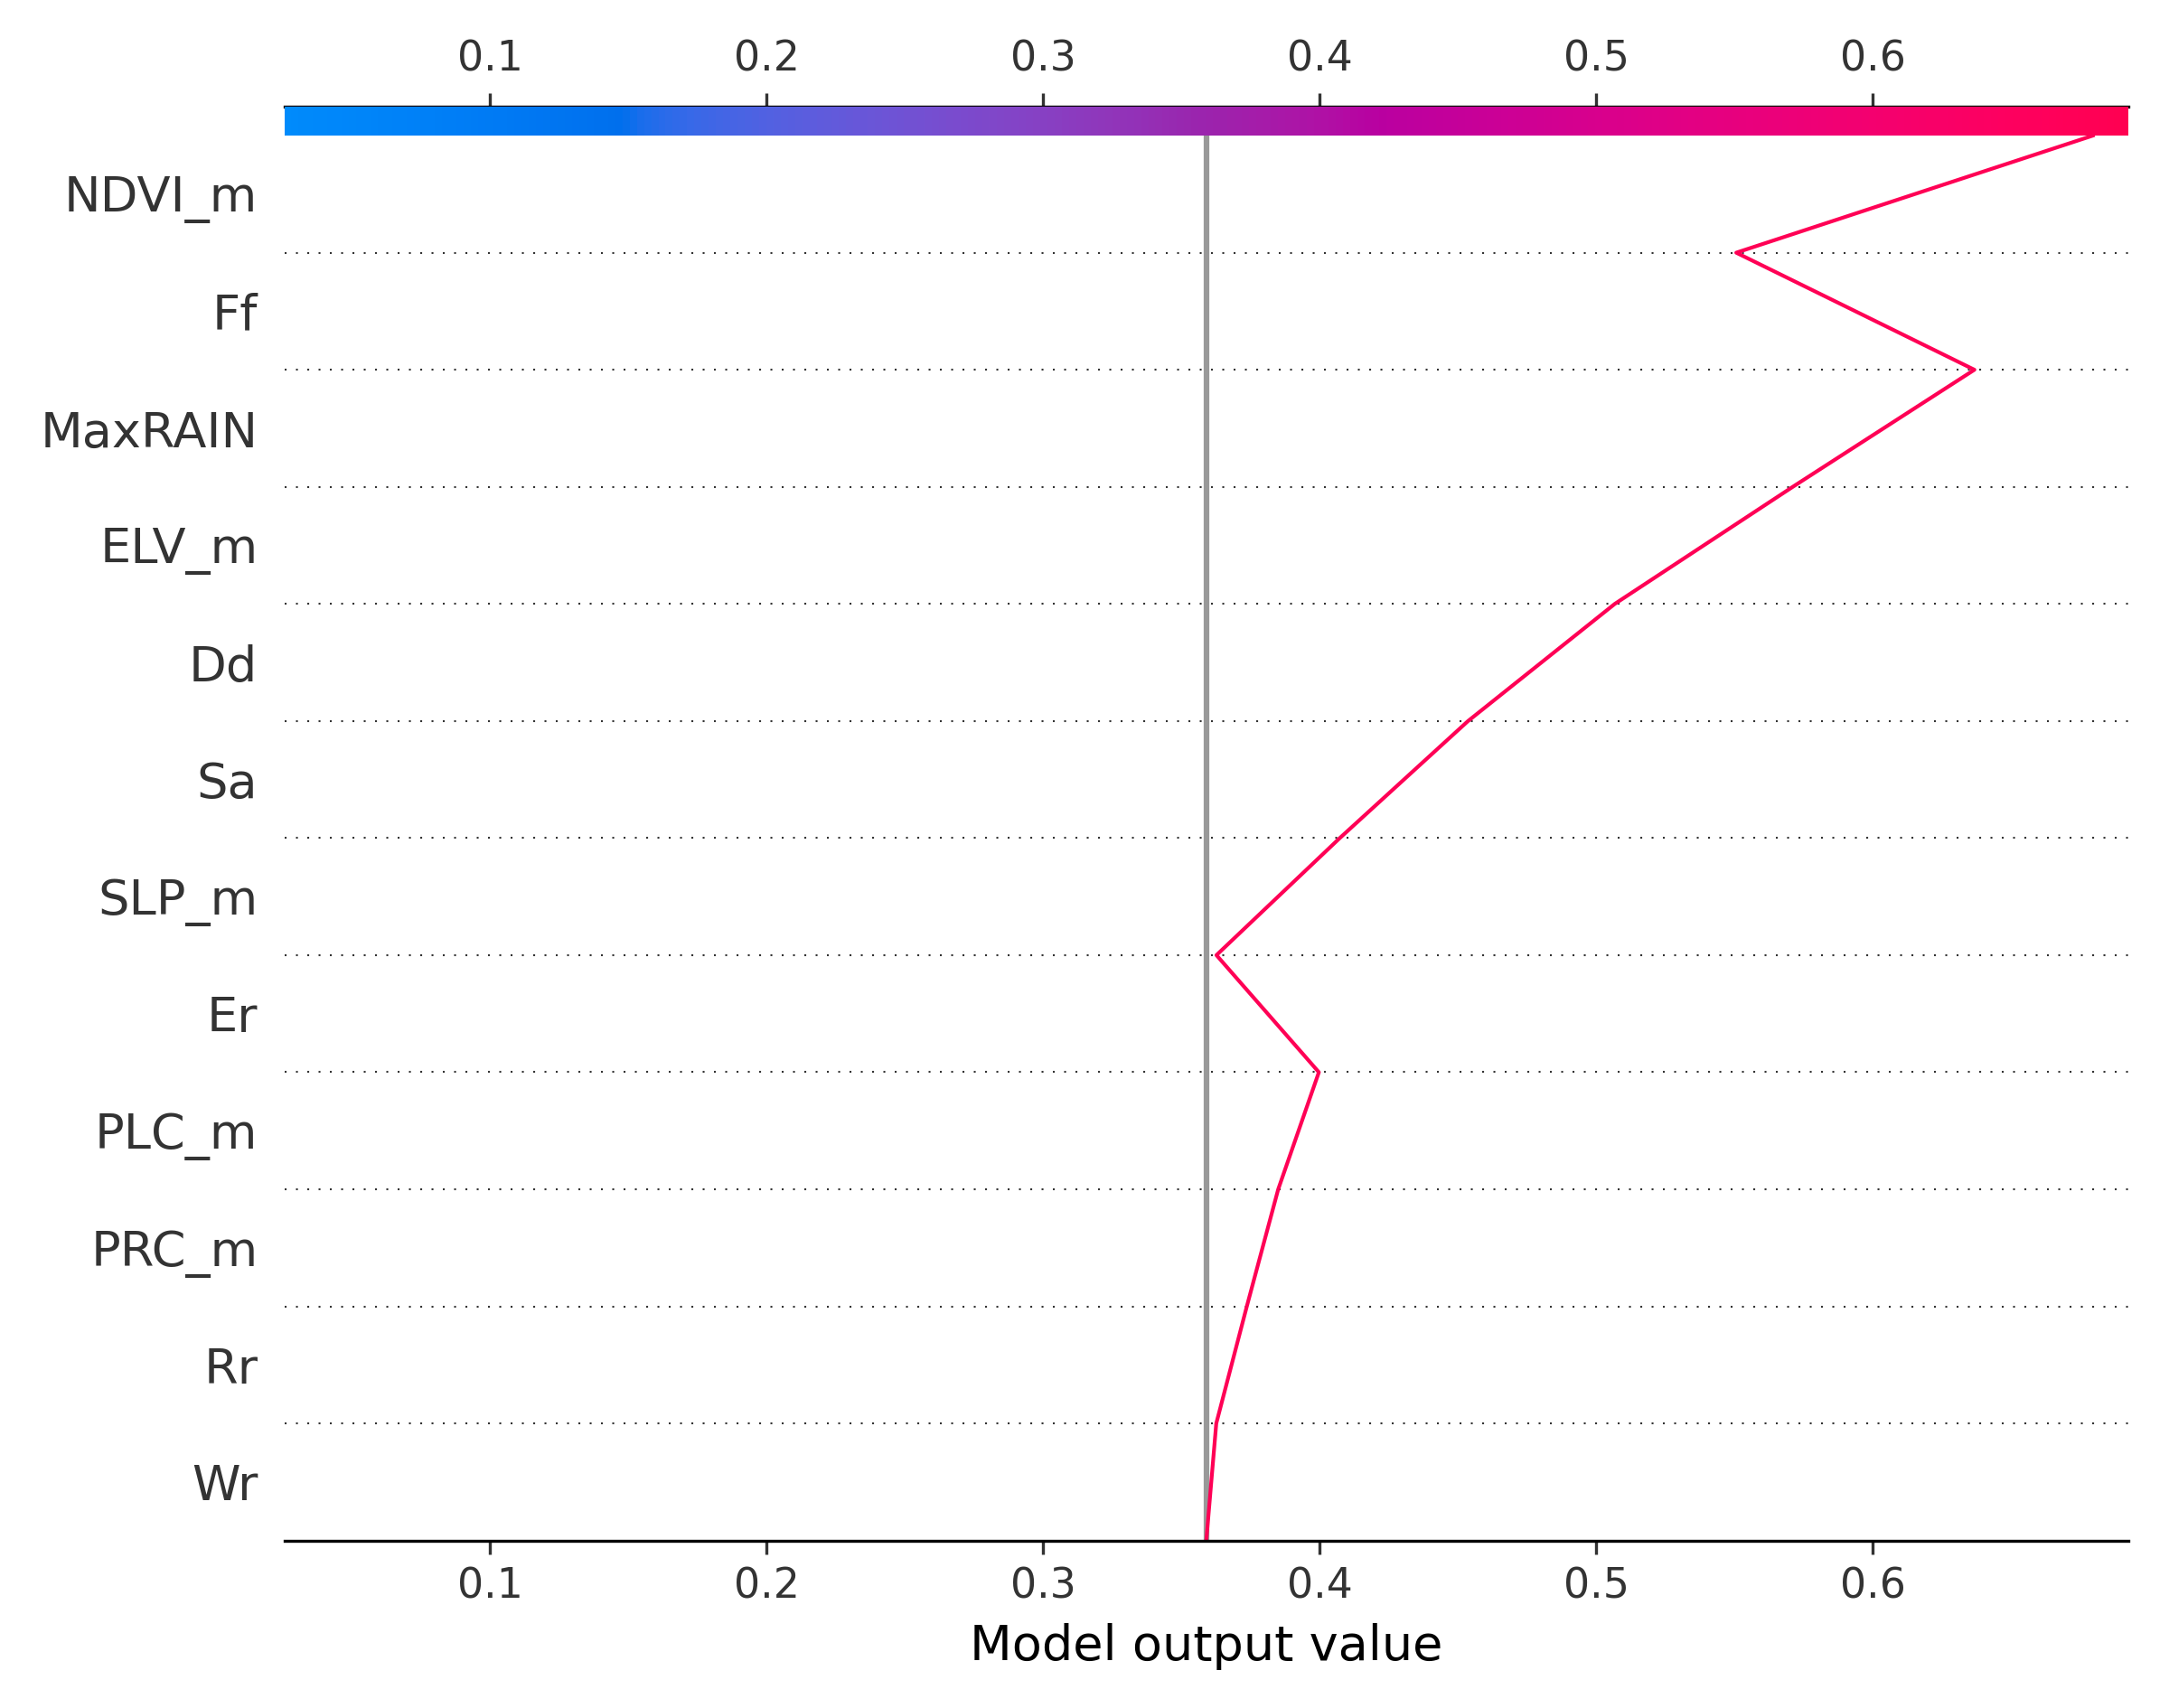 0.1 0.2 0.3 0.4 0.5 0.6
NDVI_m
Ff
MaxRAIN
ELV_m
Dd
Sa
SLP_m
Er
PLC_m
PRC_m
Rr
Wr
0.1 0.2 0.3 0.4 0.5 0.6
Model output value